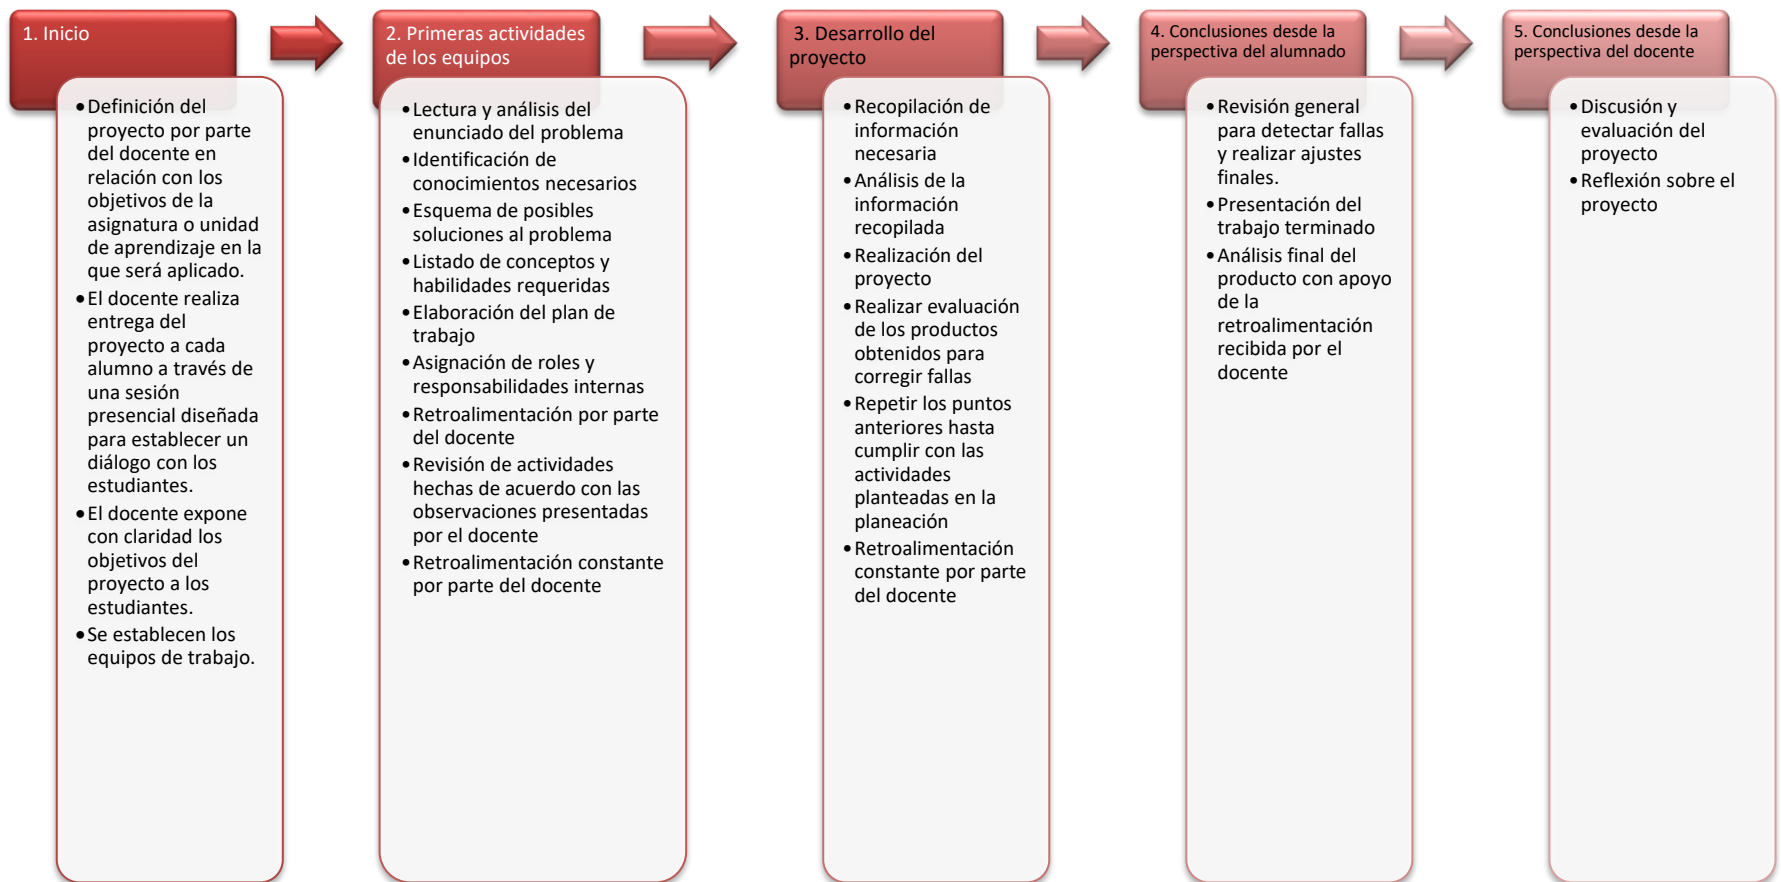 1. Inicio
•Definición del
proyecto por parte
del docente en
relación con los
objetivos de la
asignatura o unidad
de aprendizaje en la
que será aplicado.
•El docente realiza
entrega del
proyecto a cada
alumno a través de
una sesión
presencial diseñada
para establecer un
diálogo con los
estudiantes.
•El docente expone
con claridad los
objetivos del
proyecto a los
estudiantes.
•Se establecen los
equipos de trabajo.
2. Primeras actividades
de los equipos
•Lectura y análisis del
enunciado del problema
•Identificación de
conocimientos necesarios
•Esquema de posibles
soluciones al problema
•Listado de conceptos y
habilidades requeridas
•Elaboración del plan de
trabajo
•Asignación de roles y
responsabilidades internas
•Retroalimentación por parte
del docente
•Revisión de actividades
hechas de acuerdo con las
observaciones presentadas
por el docente
•Retroalimentación constante
por parte del docente
3. Desarrollo del
proyecto
•Recopilación de
información
necesaria
•Análisis de la
información
recopilada
•Realización del
proyecto
•Realizar evaluación
de los productos
obtenidos para
corregir fallas
•Repetir los puntos
anteriores hasta
cumplir con las
actividades
planteadas en la
planeación
•Retroalimentación
constante por parte
del docente
4. Conclusiones desde la
perspectiva del alumnado
•Revisión general
para detectar fallas
y realizar ajustes
finales.
•Presentación del
trabajo terminado
•Análisis final del
producto con apoyo
de la
retroalimentación
recibida por el
docente
5. Conclusiones desde la
perspectiva del docente
•Discusión y
evaluación del
proyecto
•Reflexión sobre el
proyecto